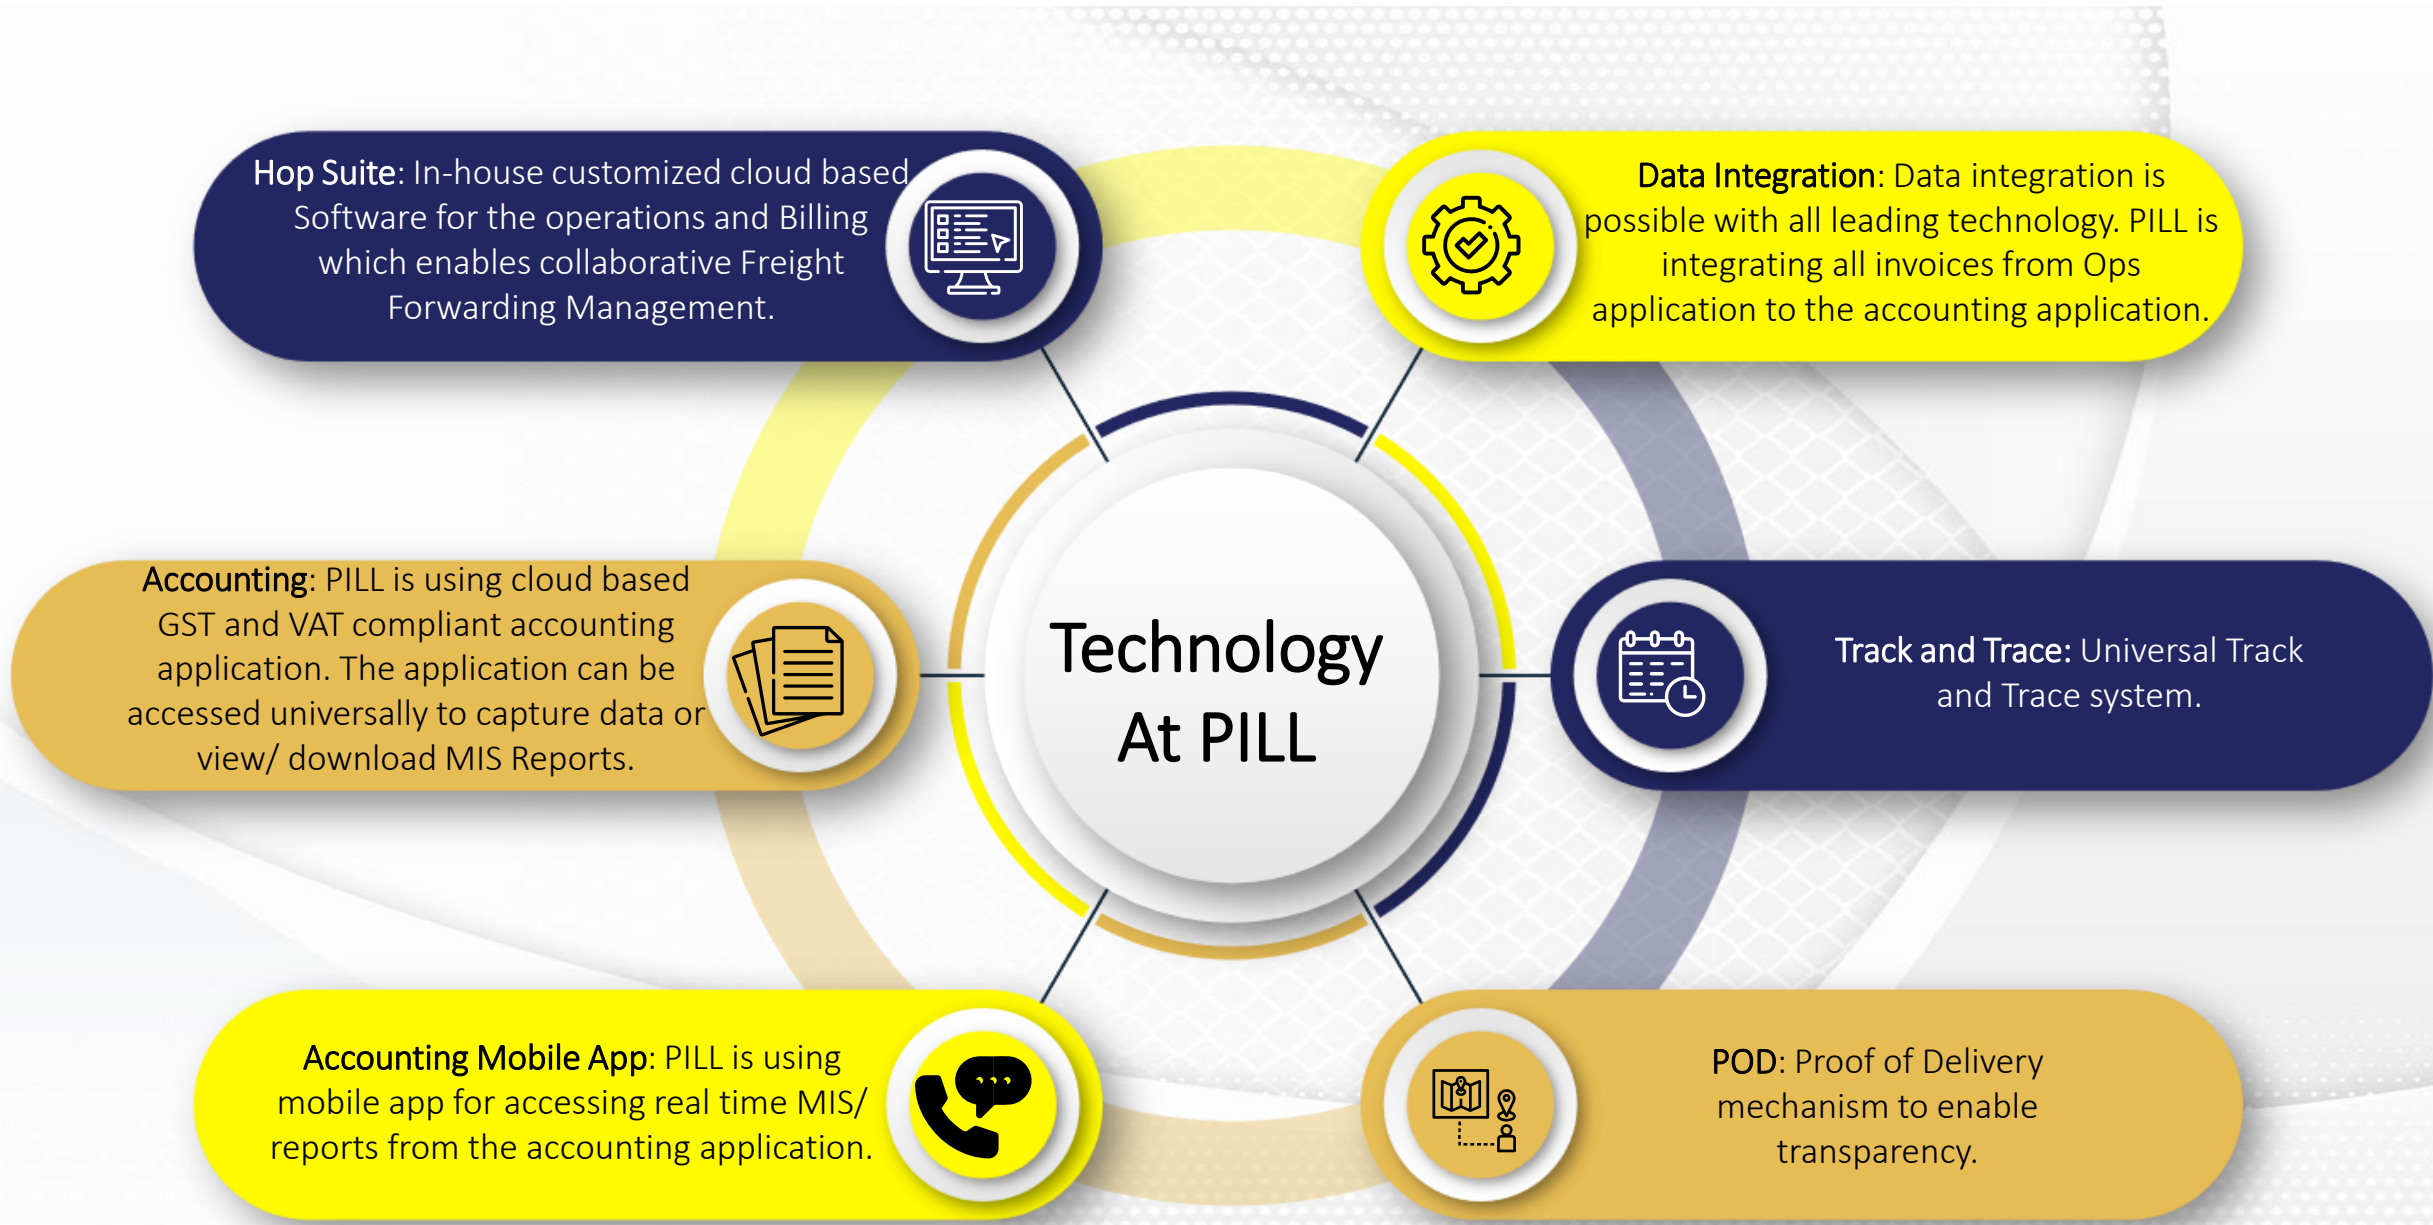 Hop Suite: In-house customized cloud based
Software for the operations and Billing
which enables collaborative Freight
Forwarding Management.
Data Integration: Data integration is
possible with all leading technology. PILL is
integrating all invoices from Ops
application to the accounting application.
Accounting: PILL is using cloud based
GST and VAT compliant accounting
application. The application can be
accessed universally to capture data or
view/ download MIS Reports.
Technology
At PILL
Track and Trace: Universal Track
and Trace system.
Accounting Mobile App: PILL is using
mobile app for accessing real time MIS/
reports from the accounting application.
POD: Proof of Delivery
mechanism to enable
transparency.